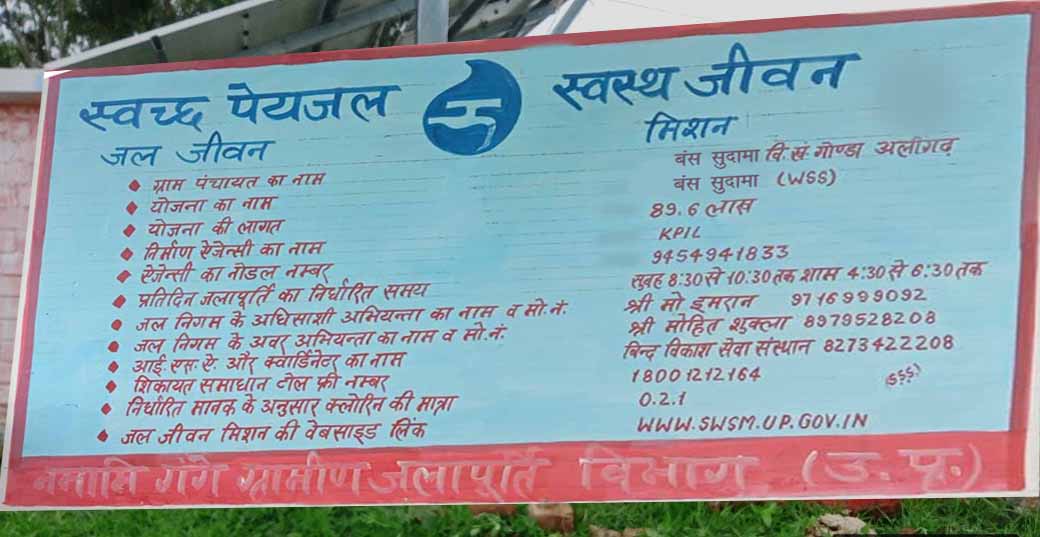 स्वच्छ पेयजल स्वस्थ जीवन
जल जीवन मिशन
ग्राम पंचायत का नाम बंस सुदामा वि.सं. गोण्डा अलीगढ़
योजना का नाम बंस सुदामा (WSS)
योजना की लागत 89.6 लास
निर्माण ऐजेन्सी का नाम KPIL
ऐजेन्सी का नोडल नम्बर 9454941833
प्रतिदिन जलापूर्ति का निर्धारित समय सुवह 8:30 से 10:30 तक शाम 4:30 से 6:30 तक
जल निगम के अधिसाशी अभियन्ता का नाम व मो.नं. श्री मो इमरान 9716999092
जल निगम के अवर अभियन्ता का नाम व मो.नं. श्री मोहित शुक्ला 8979528208
आई.एस.ऐ. और क्वार्डिनेटर का नाम बिन्द विकाश सेवा संस्थान 8273422208
शिकायत समाधान टोल फ्री नम्बर 18001212164
निर्धारित मानक के अनुसार क्लोरिन की मात्रा 0.2.1
जल जीवन मिशन की वेबसाइड लिंक WWW.SWSM.UP.GOV.IN
नमामि गंगे ग्रामीण जलापूर्ति विभाग (उ.प्र.)